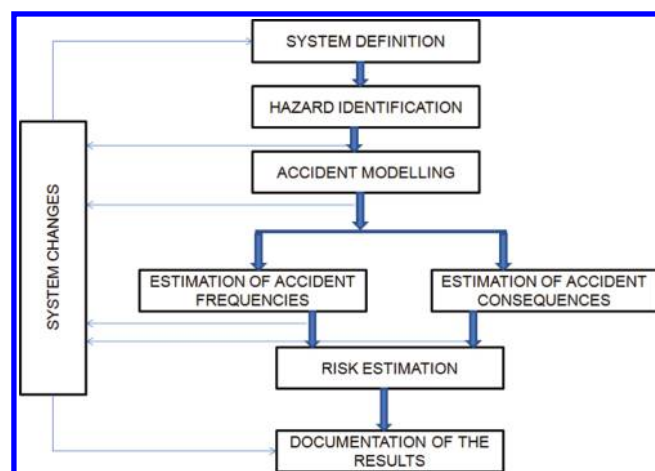 SYSTEM DEFINITION
HAZARD IDENTIFICATION
ACCIDENT MODELLING
SYSTEM CHANGES
ESTIMATION OF ACCIDENT
FREQUENCIES
ESTIMATION OF ACCIDENT
CONSEQUENCES
RISK ESTIMATION
DOCUMENTATION OF THE
RESULTS